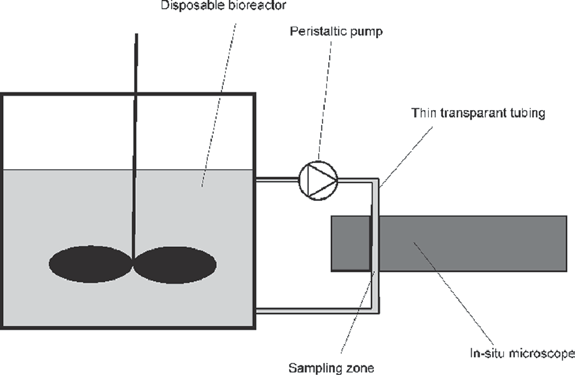 Disposable bioreactor
Peristaltic pump
Thin transparant tubing
In-situ microscope
Sampling zone